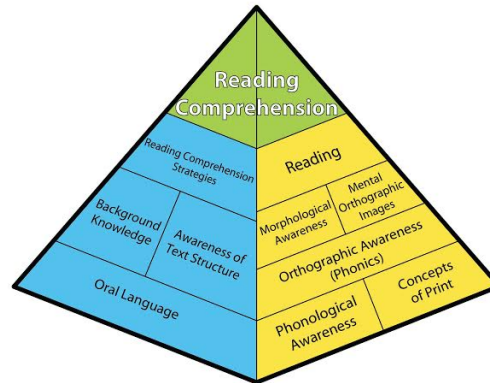 Reading
Comprehension
Reading Comprehension
Strategies
Background
Knowledge
Awareness of
Text Structure
Oral Language
Reading
Morphological
Awareness
Mental
Orthographic
Images
Orthographic Awareness
(Phonics)
Phonological
Awareness
Concepts
of Print